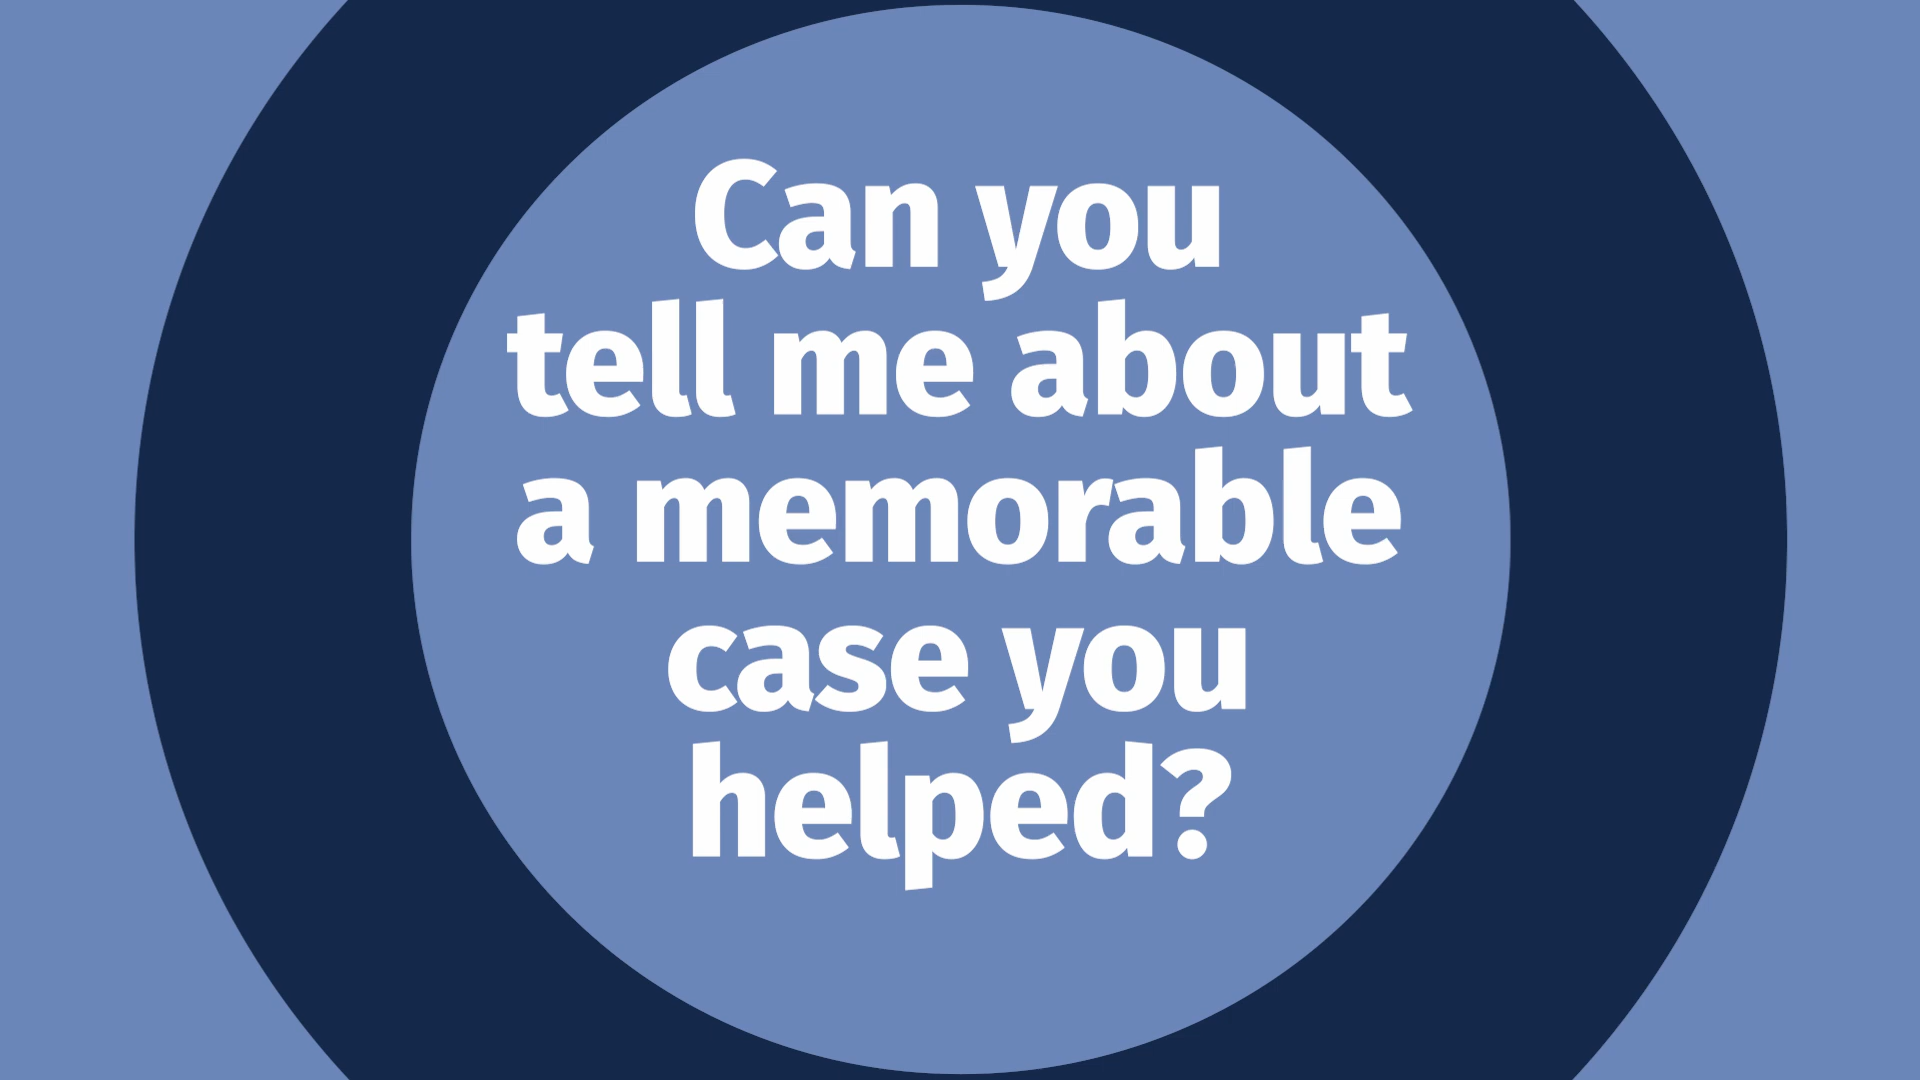 Can you
tell me about
a memorable
case you
helped?